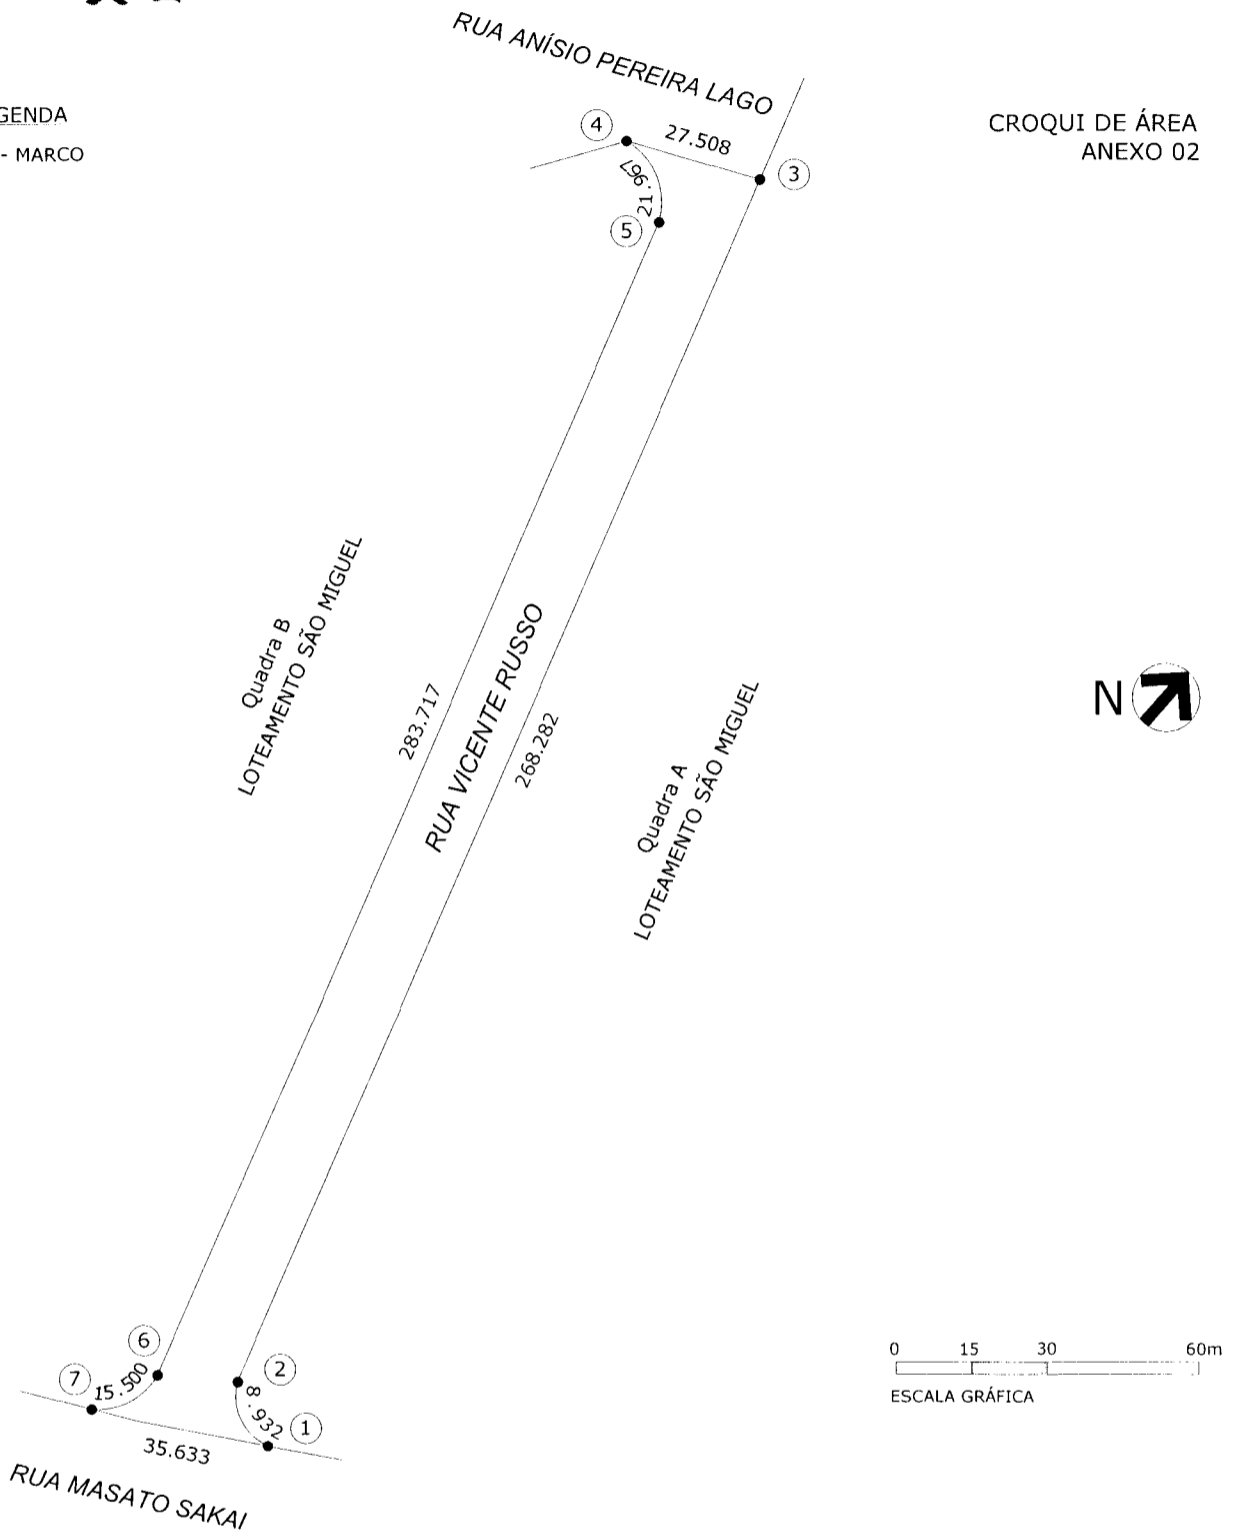 RUA ANÍSIO PEREIRA LAGO
GENDA
- MARCO
CROQUI DE ÁREA
ANEXO 02
4
27.508
3
21.967
5
Quadra B
LOTEAMENTO SÃO MIGUEL
283.717
RUA VICENTE RUSSO
268.282
Quadra A
LOTEAMENTO SÃO MIGUEL
N
6
7
15.500
2
8.932
1
35.633
RUA MASATO SAKAI
0 15 30 60m
ESCALA GRÁFICA